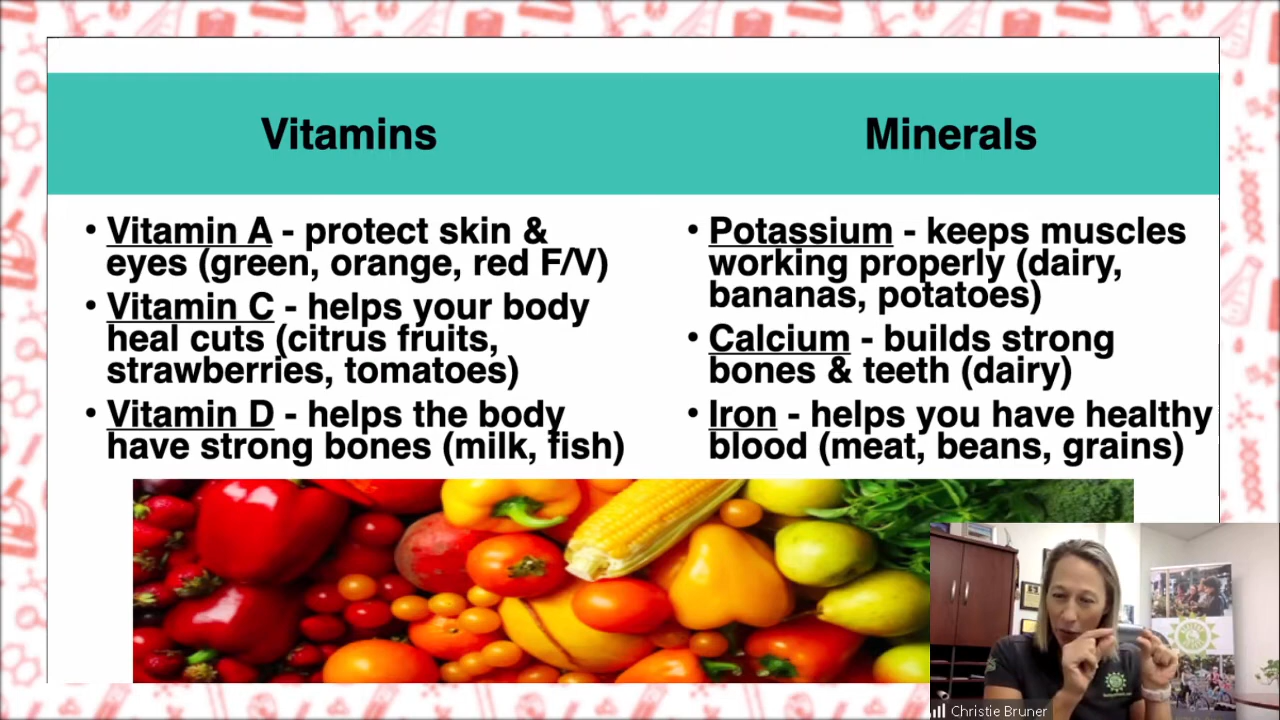 Vitamins
Minerals
• Vitamin A - protect skin &
eyes (green, orange, red F/V)
• Vitamin C - helps your body
heal cuts (citrus fruits,
strawberries, tomatoes)
• Vitamin D - helps the body
have strong bones (milk, fish)
• Potassium - keeps muscles
working properly (dairy,
bananas, potatoes)
• Calcium - builds strong
bones & teeth (dairy)
• Iron - helps you have healthy
blood (meat, beans, grains)
Christie Bruner